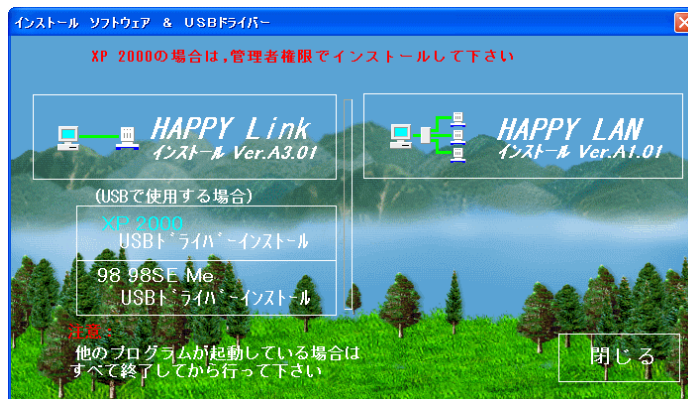 インストール ソフトウェア & USBドライバー
XP 2000の場合は,管理者権限でインストールして下さい
HAPPY Link
インストール Ver.A3.01
HAPPY LAN
インストール Ver.A1.01
(USBで使用する場合)
XP 2000
USBドライバーインストール
98 98SE Me
USBドライバーインストール
注意：
他のプログラムが起動している場合は
すべて終了してから行って下さい
閉じる